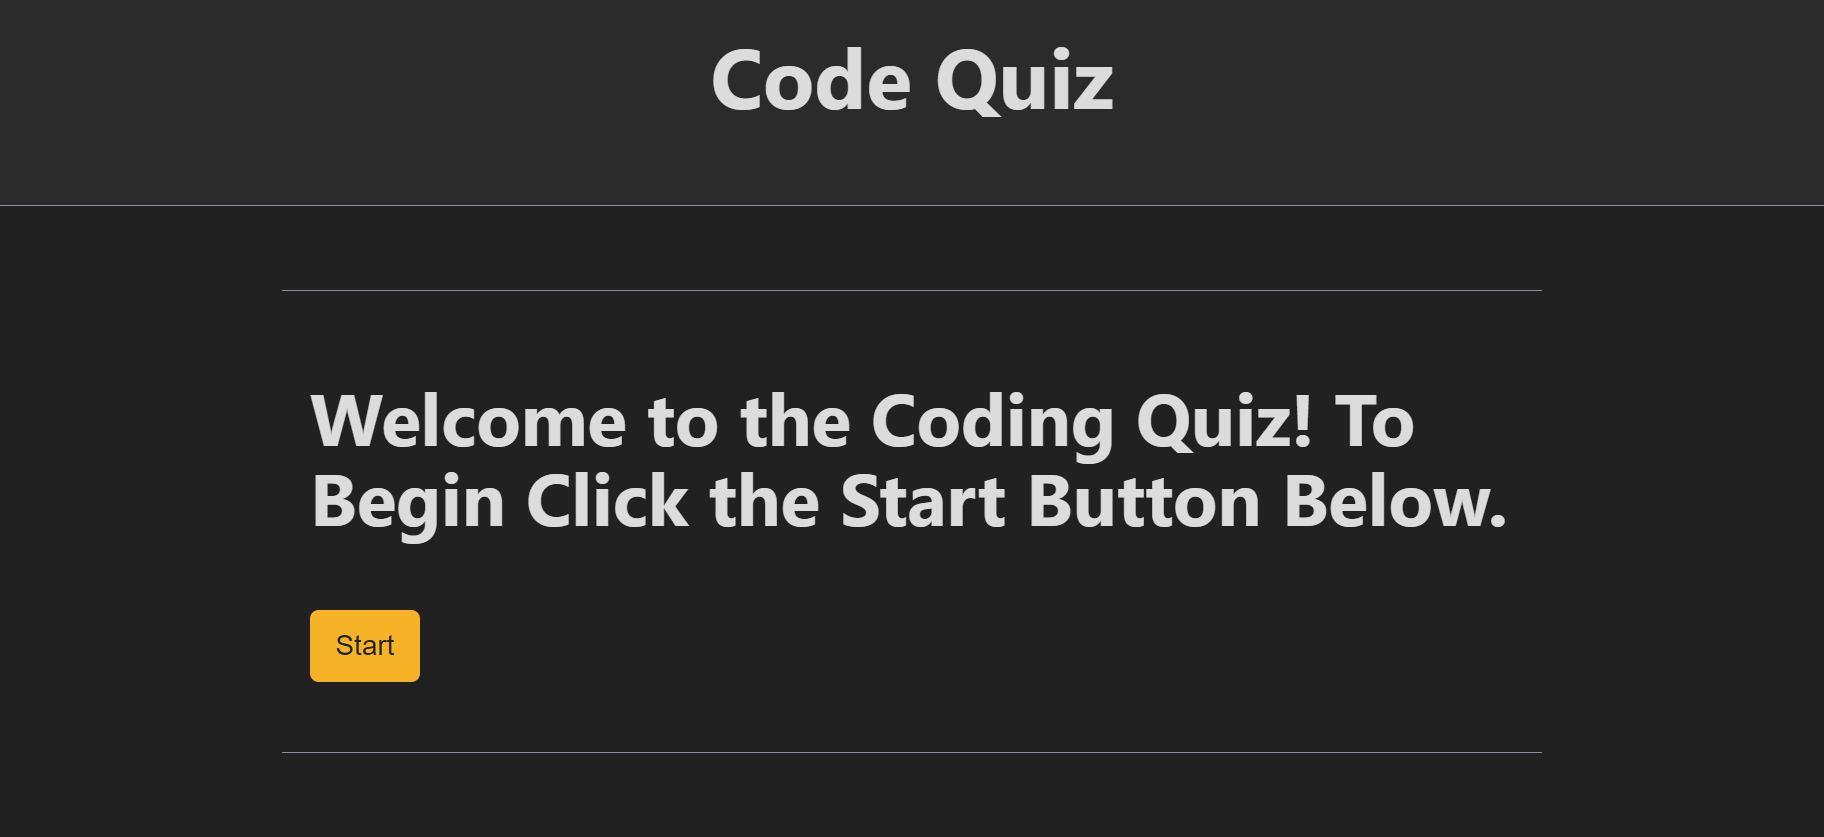 Code Quiz
Welcome to the Coding Quiz! To
Begin Click the Start Button Below.
Start